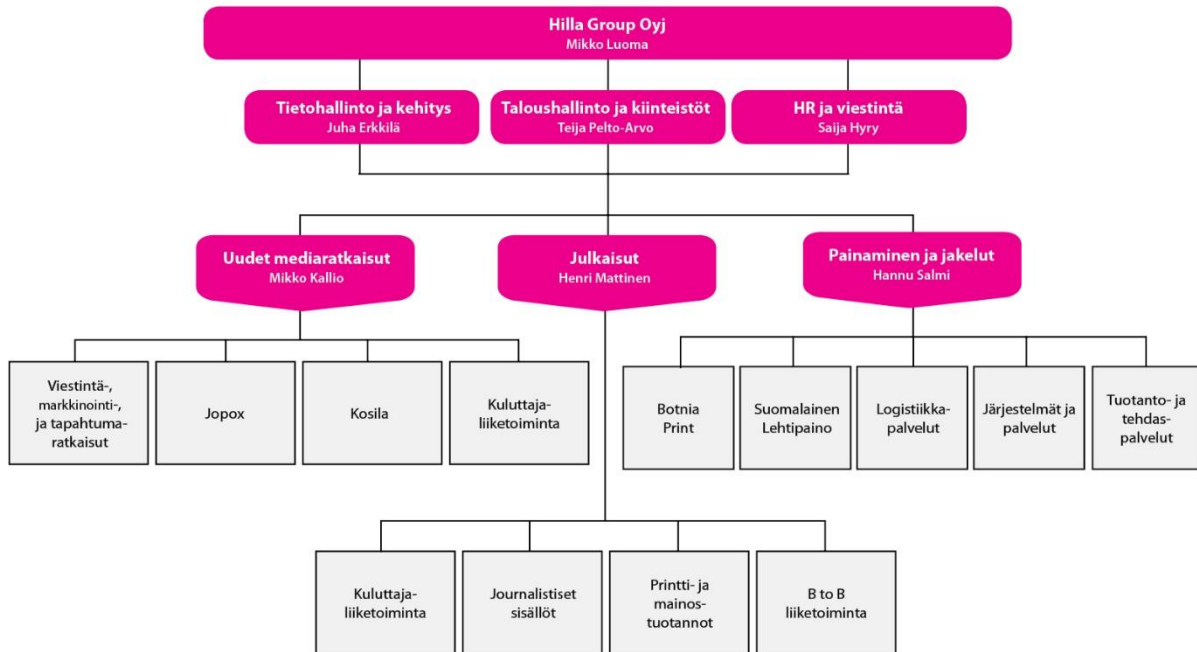 Hilla Group Oyj
Mikko Luoma
Tietohallinto ja kehitys
Juha Erkkilä
Taloushallinto ja kiinteistöt
Teija Pelto-Arvo
HR ja viestintä
Saija Hyry
Uudet mediaratkaisut
Mikko Kallio
Julkaisut
Henri Mattinen
Painaminen ja jakelut
Hannu Salmi
Viestintä-,
markkinointi-,
ja tapahtuma-
ratkaisut
Jopox
Kosila
Kuluttaja-
liiketoiminta
Botnia
Print
Suomalainen
Lehtipaino
Logistiikka-
palvelut
Järjestelmät ja
palvelut
Tuotanto- ja
tehdas-
palvelut
Kuluttaja-
liiketoiminta
Journalistiset
sisällöt
Printti- ja
mainos-
tuotannot
B to B
liiketoiminta